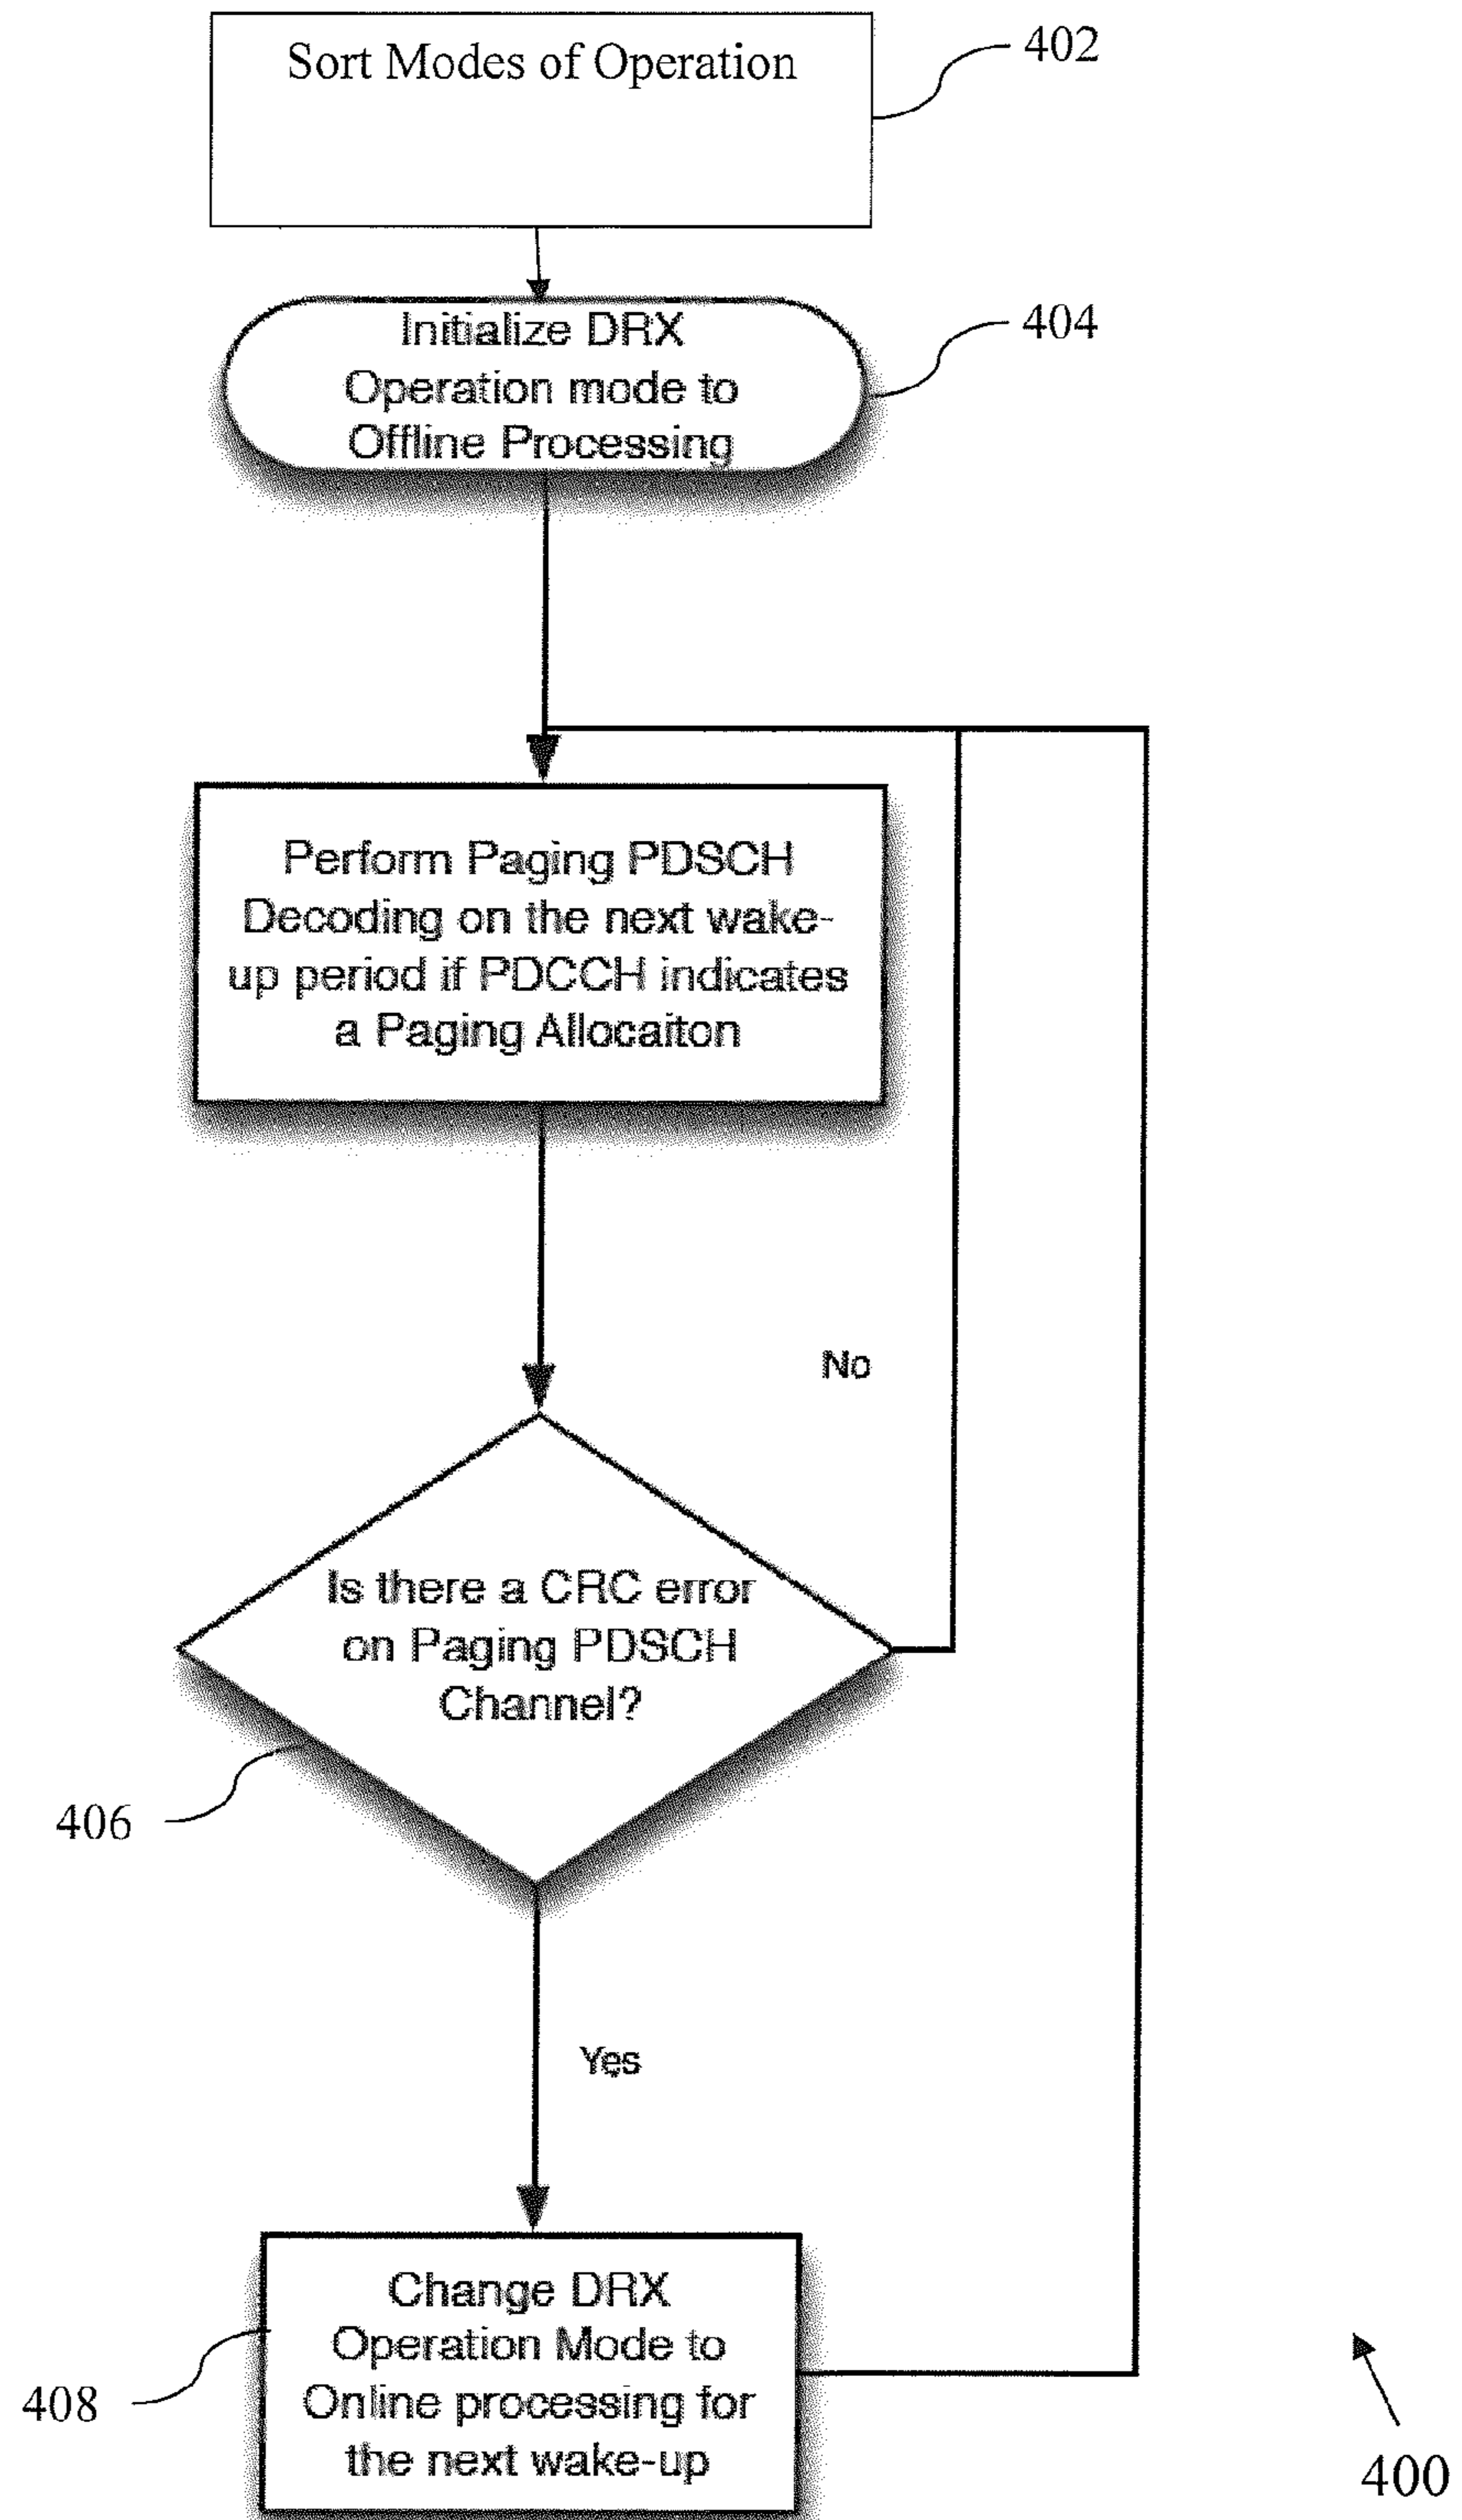 Sort Modes of Operation
402
Initialize DRX
Operation mode to
Offline Processing
404
Perform Paging PDSCH
Decoding on the next wake-
up period if PDCCH indicates
a Paging Allocaiton
No
Is there a CRC error
on Paging PDSCH
Channel?
406
Yes
Change DRX
Operation Mode to
Online processing for
the next wake-up
408
400